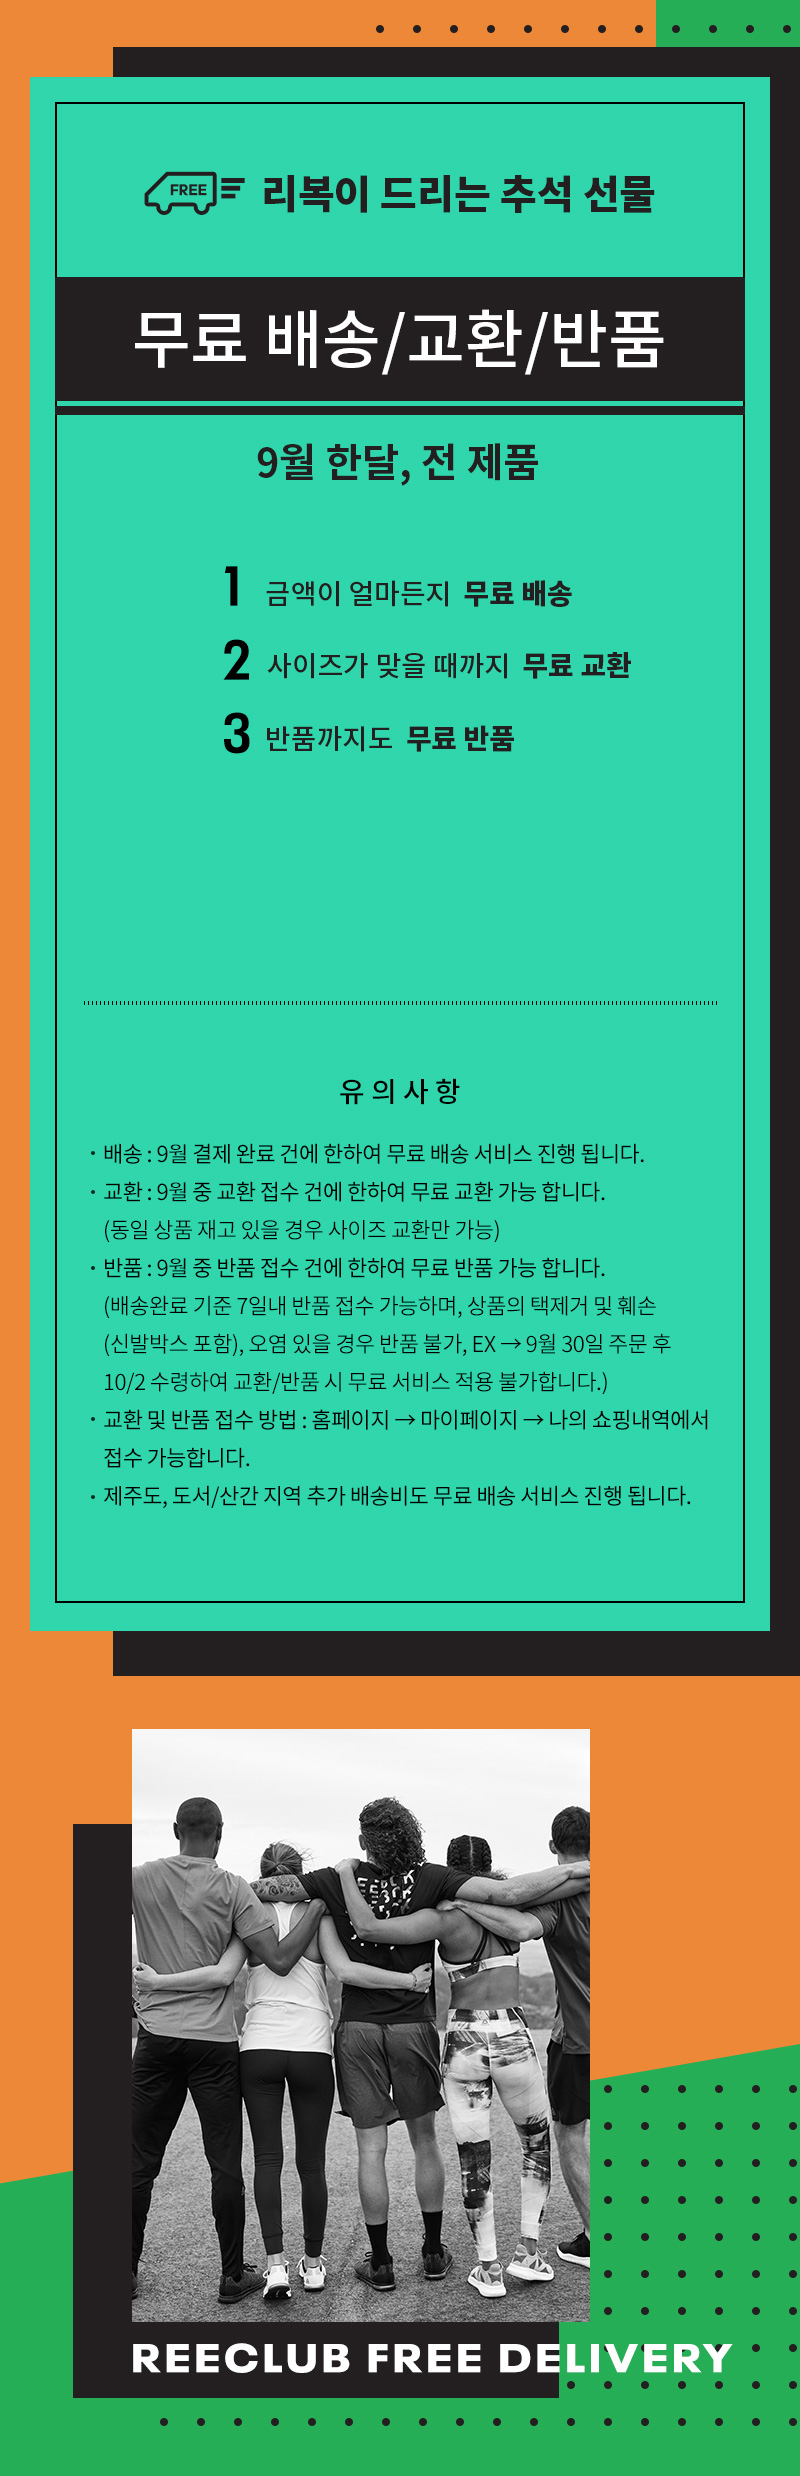 FREE 리복이 드리는 추석 선물
무료 배송/교환/반품
9월 한달, 전 제품
1 금액이 얼마든지 무료 배송
2 사이즈가 맞을 때까지 무료 교환
3 반품까지도 무료 반품
유의사항
· 배송 : 9월 결제 완료 건에 한하여 무료 배송 서비스 진행 됩니다.
· 교환 : 9월 중 교환 접수 건에 한하여 무료 교환 가능 합니다.
(동일 상품 재고 있을 경우 사이즈 교환만 가능)
· 반품 : 9월 중 반품 접수 건에 한하여 무료 반품 가능 합니다.
(배송완료 기준 7일내 반품 접수 가능하며, 상품의 택제거 및 훼손
(신발박스 포함), 오염 있을 경우 반품 불가, EX → 9월 30일 주문 후
10/2 수령하여 교환/반품 시 무료 서비스 적용 불가합니다.)
· 교환 및 반품 접수 방법 : 홈페이지 → 마이페이지 → 나의 쇼핑내역에서
접수 가능합니다.
· 제주도, 도서/산간 지역 추가 배송비도 무료 배송 서비스 진행 됩니다.
REECLUB FREE DELIVERY